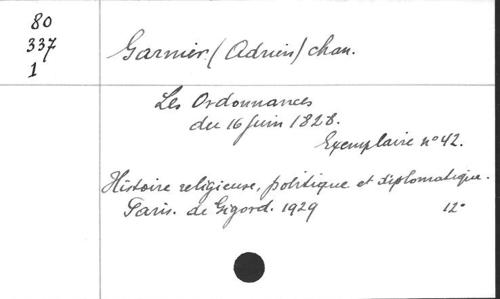 80
337
1
Garnier. (Adrien) chan.
Les Ordonnances
du 16 Juin 1828.
Exemplaire n° 42.
Histoire religieuse, politique et diplomatique.
Paris. de Gigord. 1929 12°